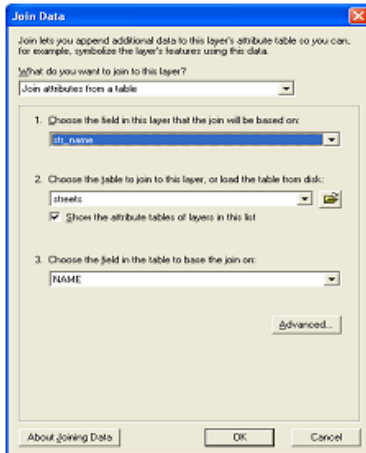 Join Data
Join lets you append additional data to this layer's attribute table so you can,
for example, symbolize the layer's features using this data.
What do you want to join to this layer?
Join attributes from a table
1. Choose the field in this layer that the join will be based on:
str_name
2. Choose the table to join to this layer, or load the table from disk:
streets
Show the attribute tables of layers in this list
3. Choose the field in the table to base the join on:
NAME
Advanced...
About Joining Data
OK
Cancel